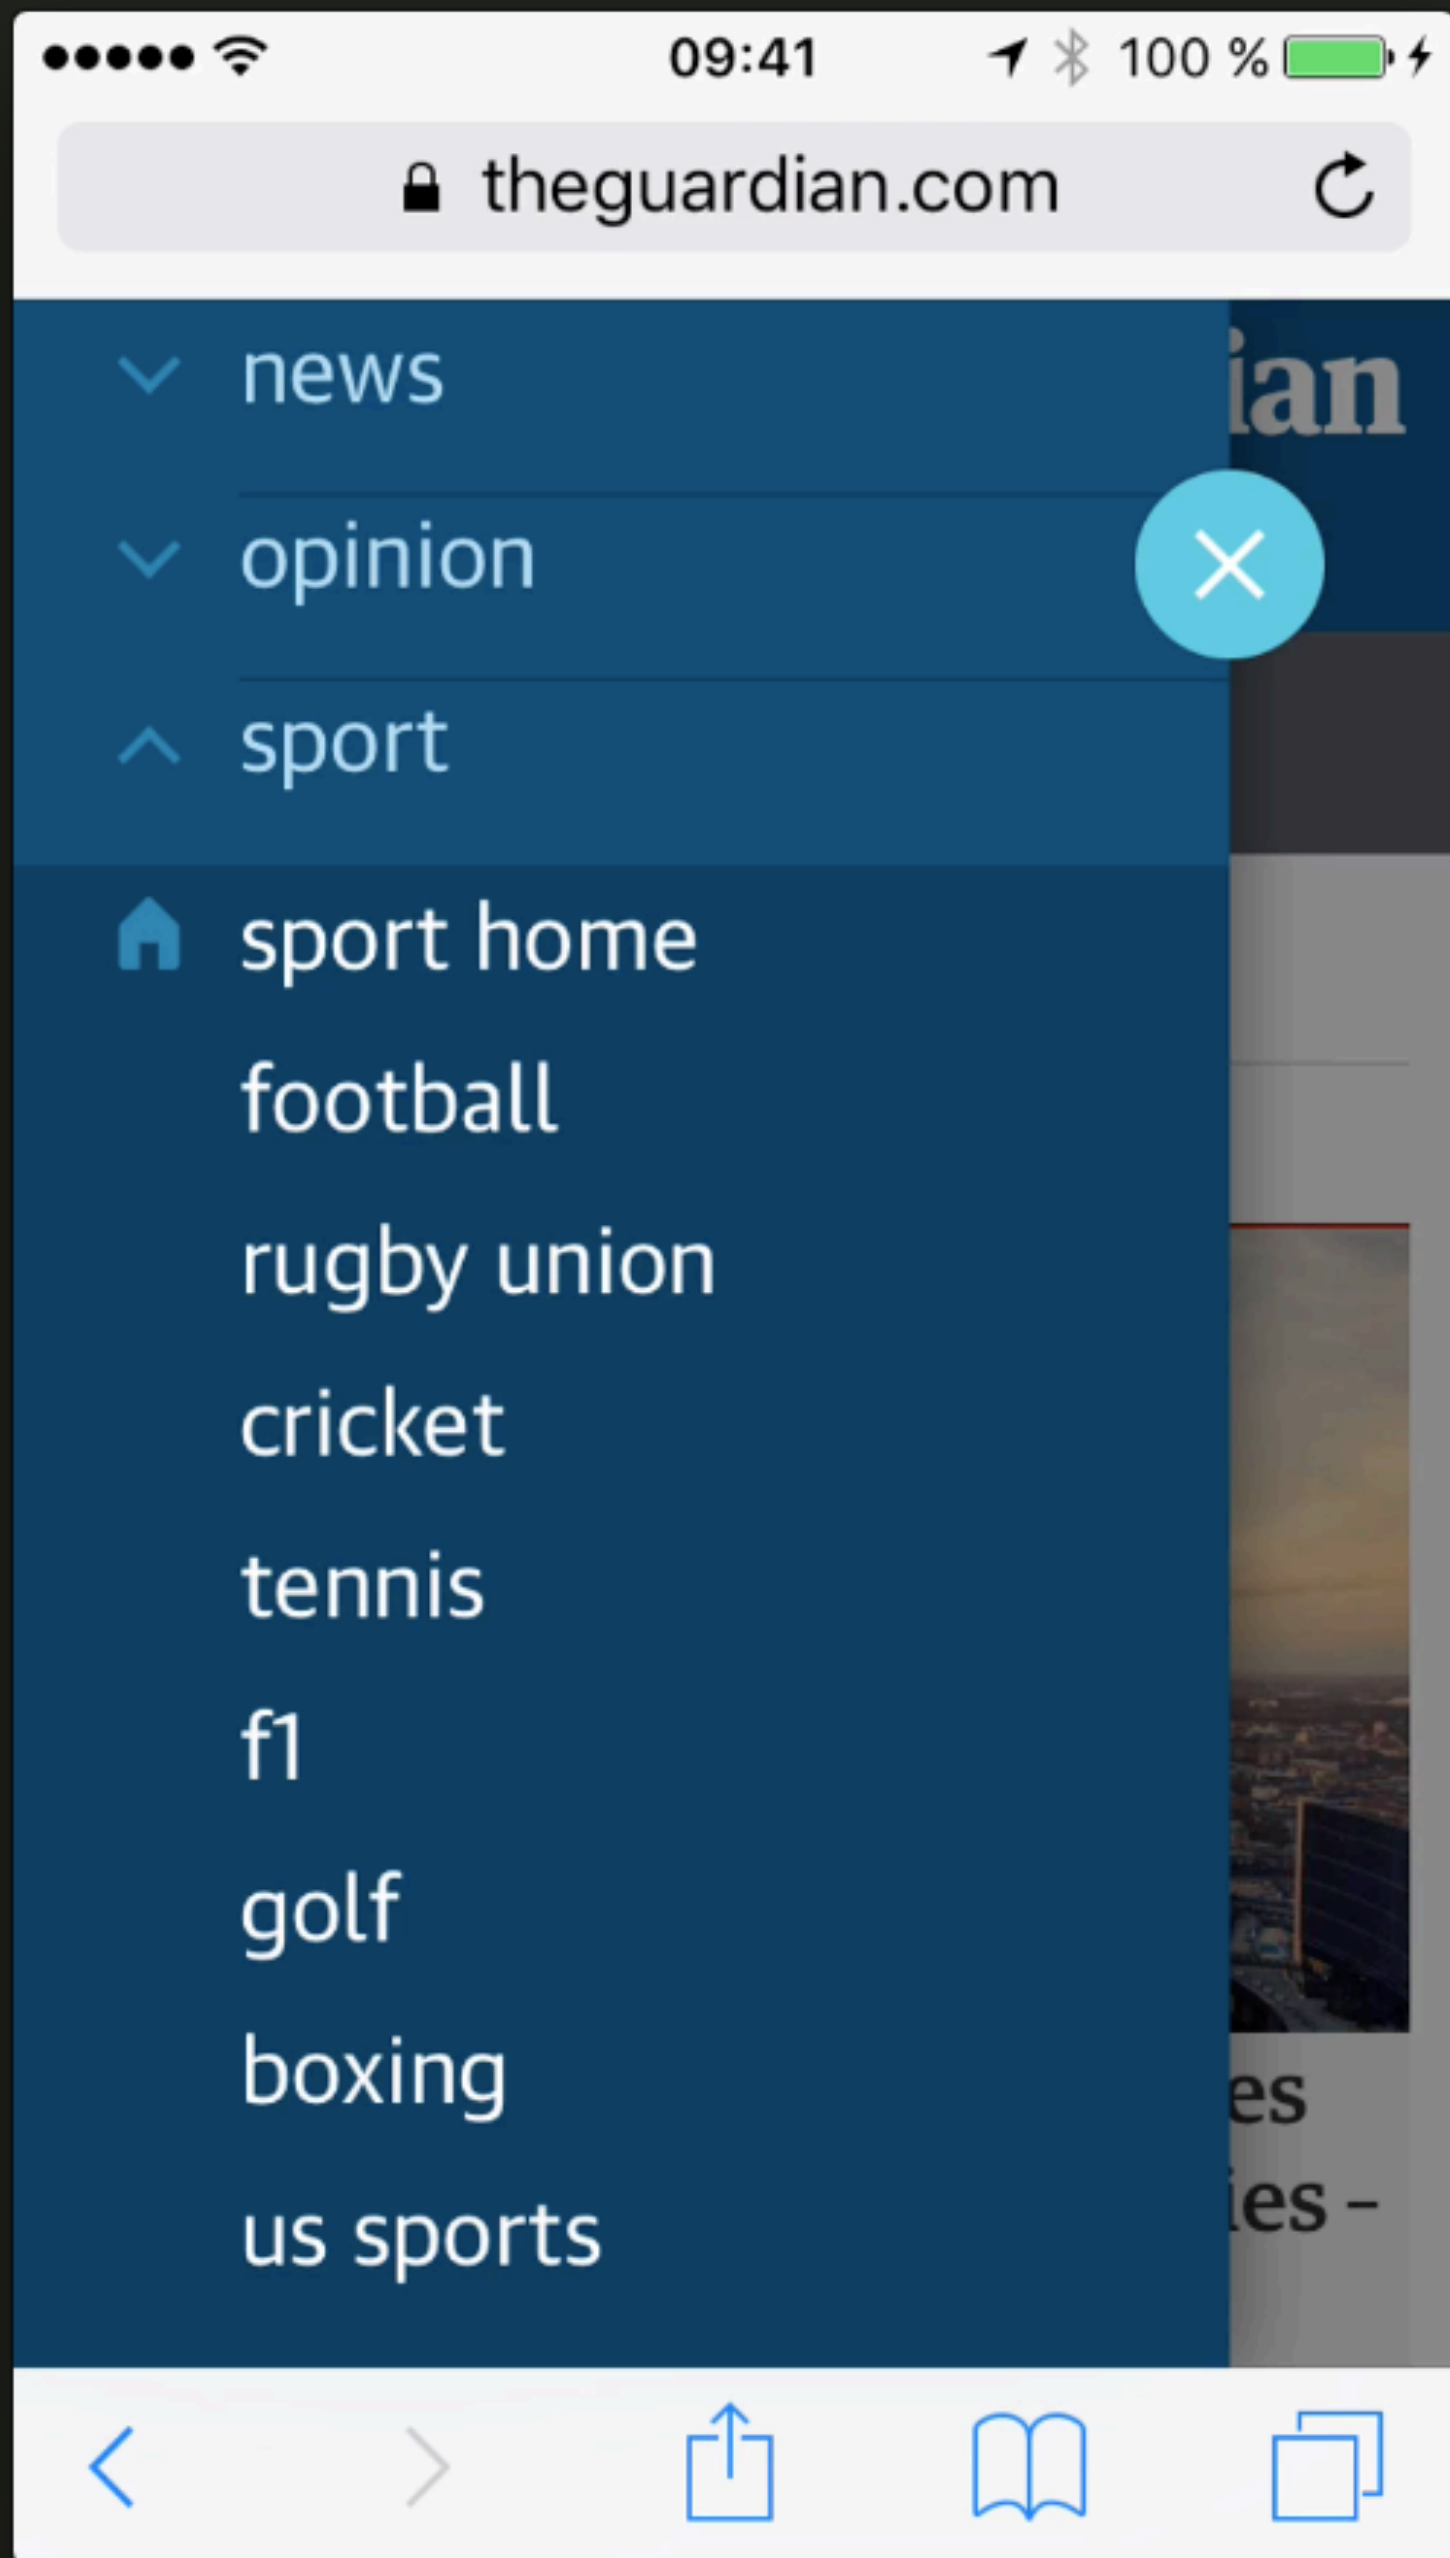 09:41 100 %
theguardian.com
news
ian
opinion
sport
sport home
football
rugby union
cricket
tennis
f1
golf
boxing
es
us sports
ies –